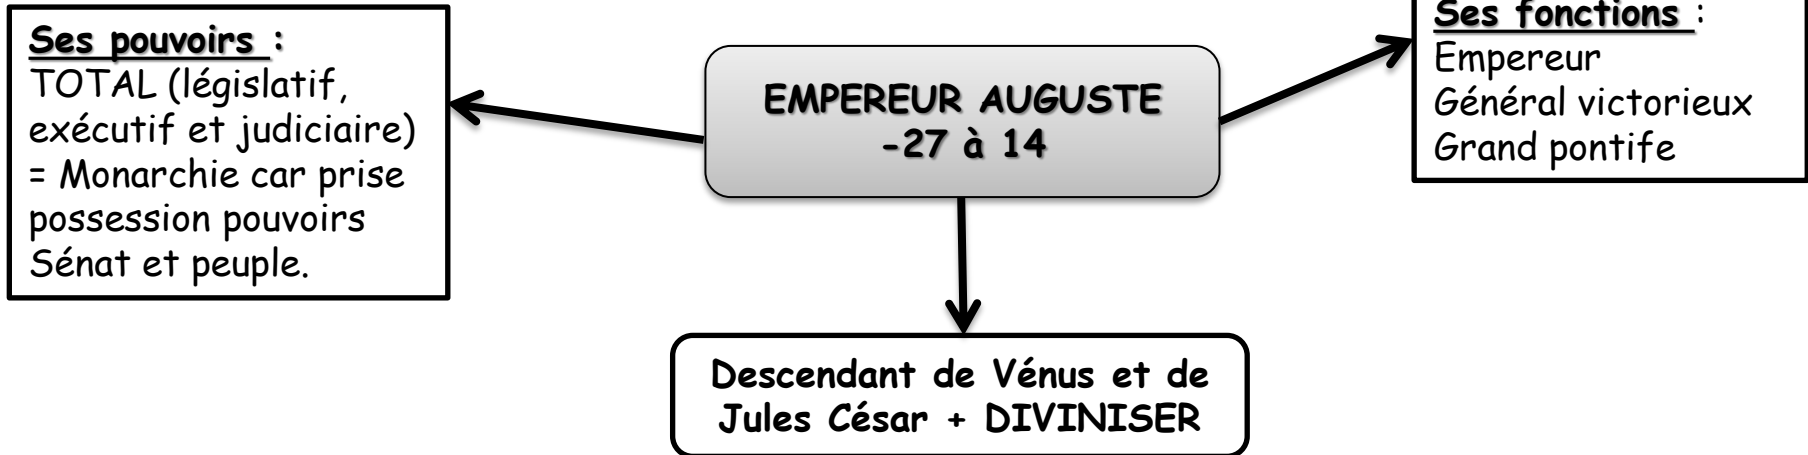 Ses pouvoirs :
TOTAL (législatif,
exécutif et judiciaire)
= Monarchie car prise
possession pouvoirs
Sénat et peuple.
EMPEREUR AUGUSTE
-27 à 14
Ses fonctions :
Empereur
Général victorieux
Grand pontife
Descendant de Vénus et de
Jules César + DIVINISER